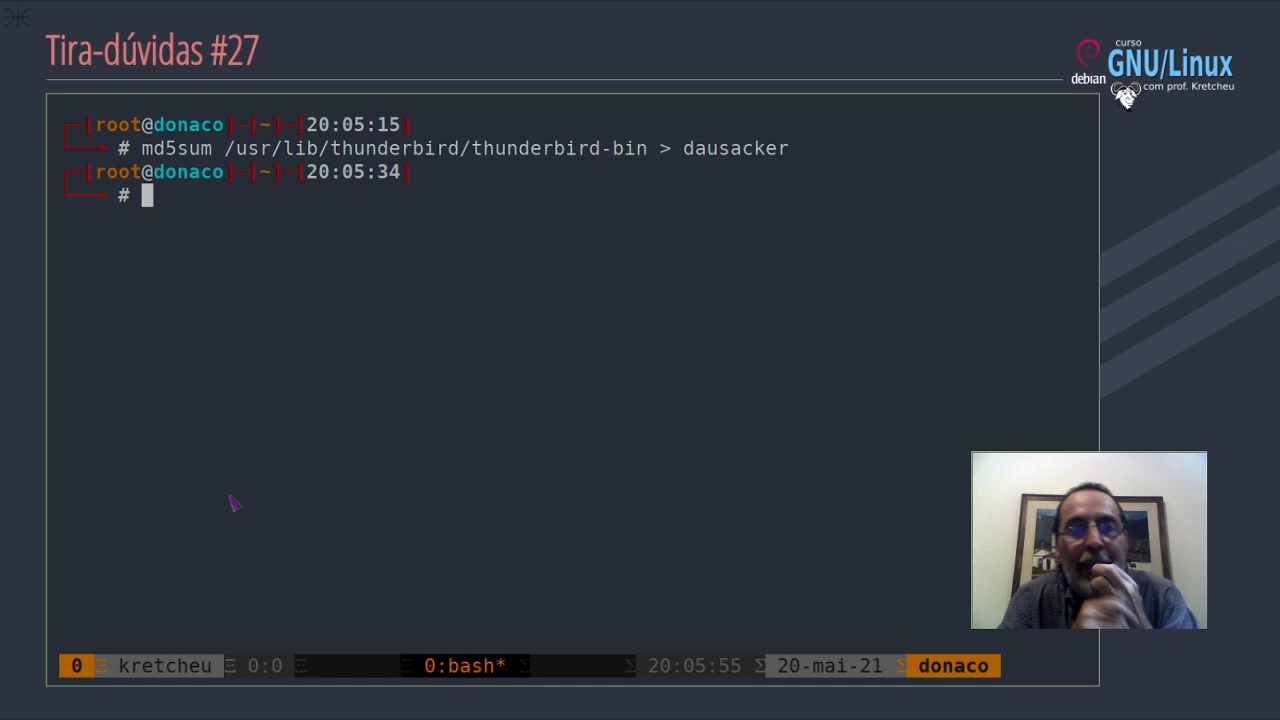 Tira-dúvidas #27
curso
GNU/Linux
debian
com prof. Kretcheu
┌─[root@donaco]─[~]─[20:05:15]
└──╼ # md5sum /usr/lib/thunderbird/thunderbird-bin > dausacker
┌─[root@donaco]─[~]─[20:05:34]
└──╼ #
0 Ξ kretcheu Ξ 0:0 Ξ Ξ 0:bash* Σ Σ 20:05:55 Σ 20-mai-21 Σ donaco